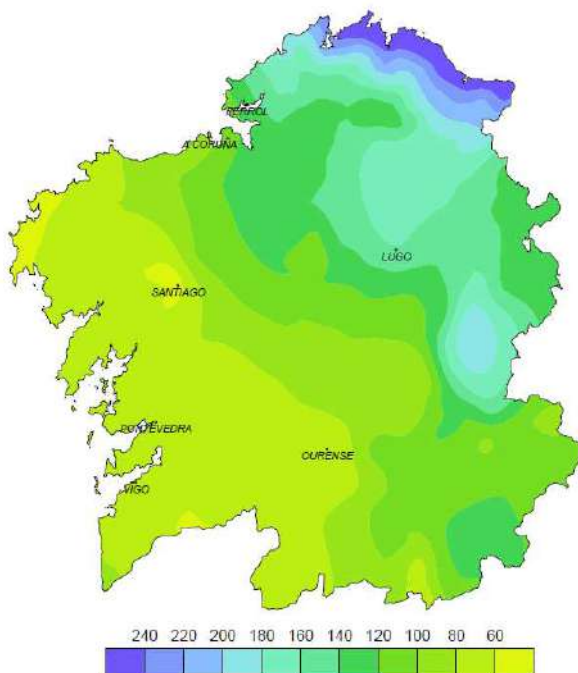 FERROL
A CORUÑA
LUGO
SANTIAGO
PONTEVEDRA
OURENSE
VIGO
240 220 200 180 160 140 120 100 80 60